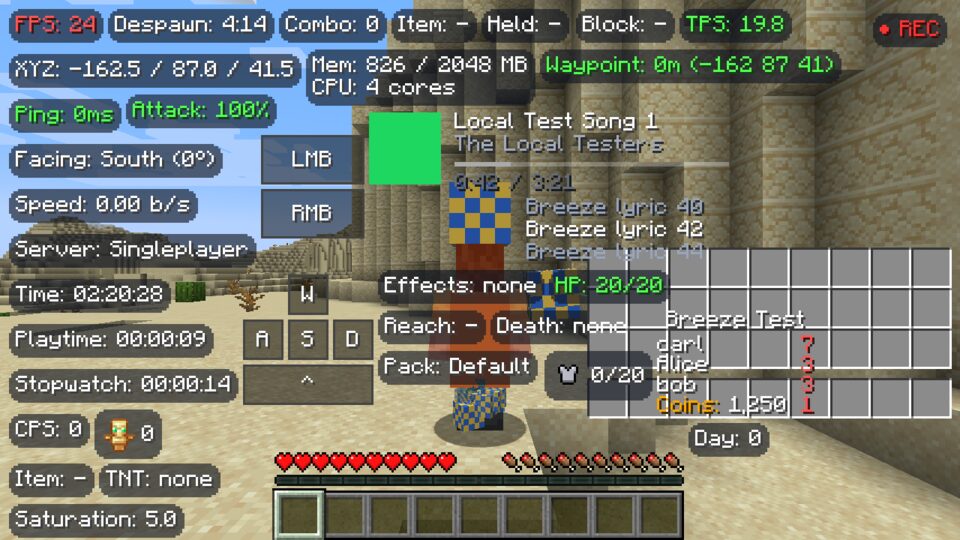 FPS: 24 Despawn: 4:14 Combo: 0 Item: - Held: - Block: - TPS: 19.8 ● REC
XYZ: -162.5 / 87.0 / 41.5 Mem: 826 / 2048 MB Waypoint: 0m (-162 87 41)
CPU: 4 cores
Ping: 0ms Attack: 100%
Local Test Song 1
The Local Testers
Facing: South (0°) LMB
0:42 / 3:21
Speed: 0.00 b/s RMB
Breeze lyric 40
Breeze lyric 42
Breeze lyric 44
Server: Singleplayer
Time: 02:20:28 W Effects: none HP: 20/20
Playtime: 00:00:09 A S D Reach: - Death: none
Breeze Test
darl 7
Alice 3
bob 3
Coins: 1,250 1
Stopwatch: 00:00:14 ^ Pack: Default 0/20
CPS: 0 0 Day: 0
Item: - TNT: none
Saturation: 5.0